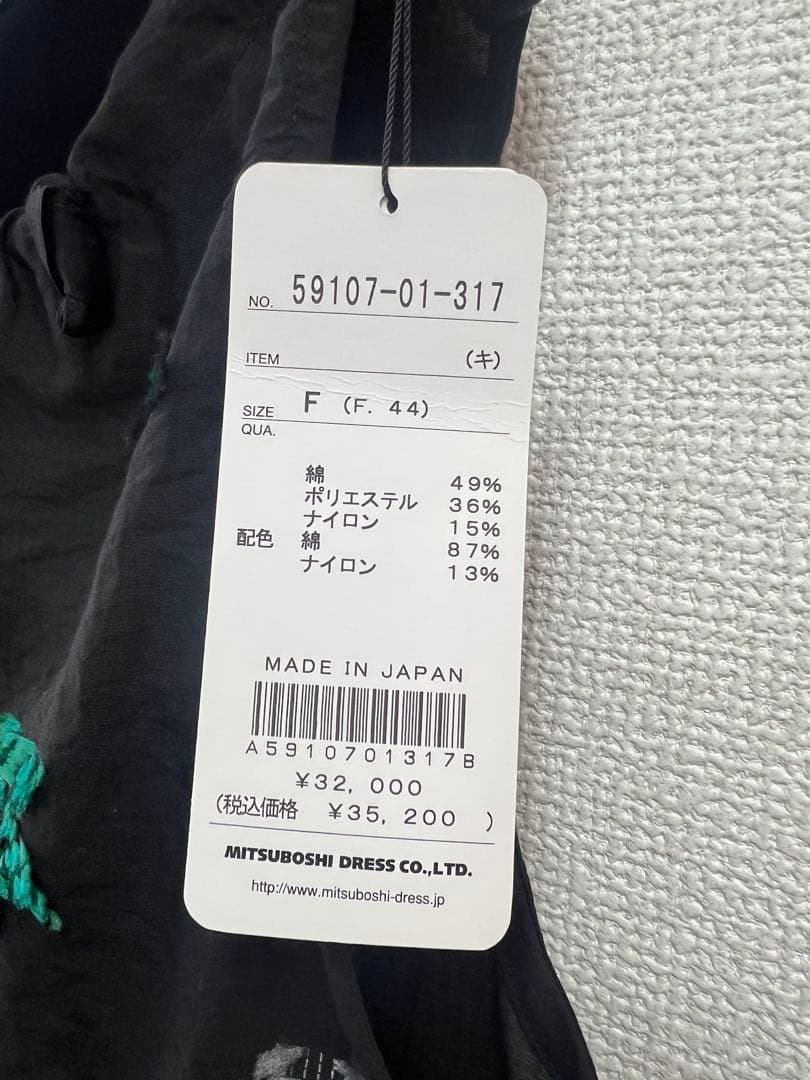 NO. 59107-01-317
ITEM (キ)
SIZE F (F. 44)
QUA.
綿 49%
ポリエステル 36%
ナイロン 15%
配色 綿 87%
ナイロン 13%
MADE IN JAPAN
A5910701317B
¥32, 000
(税込価格 ¥35, 200 )
MITSUBOSHI DRESS CO.,LTD.
http://www.mitsuboshi-dress.jp